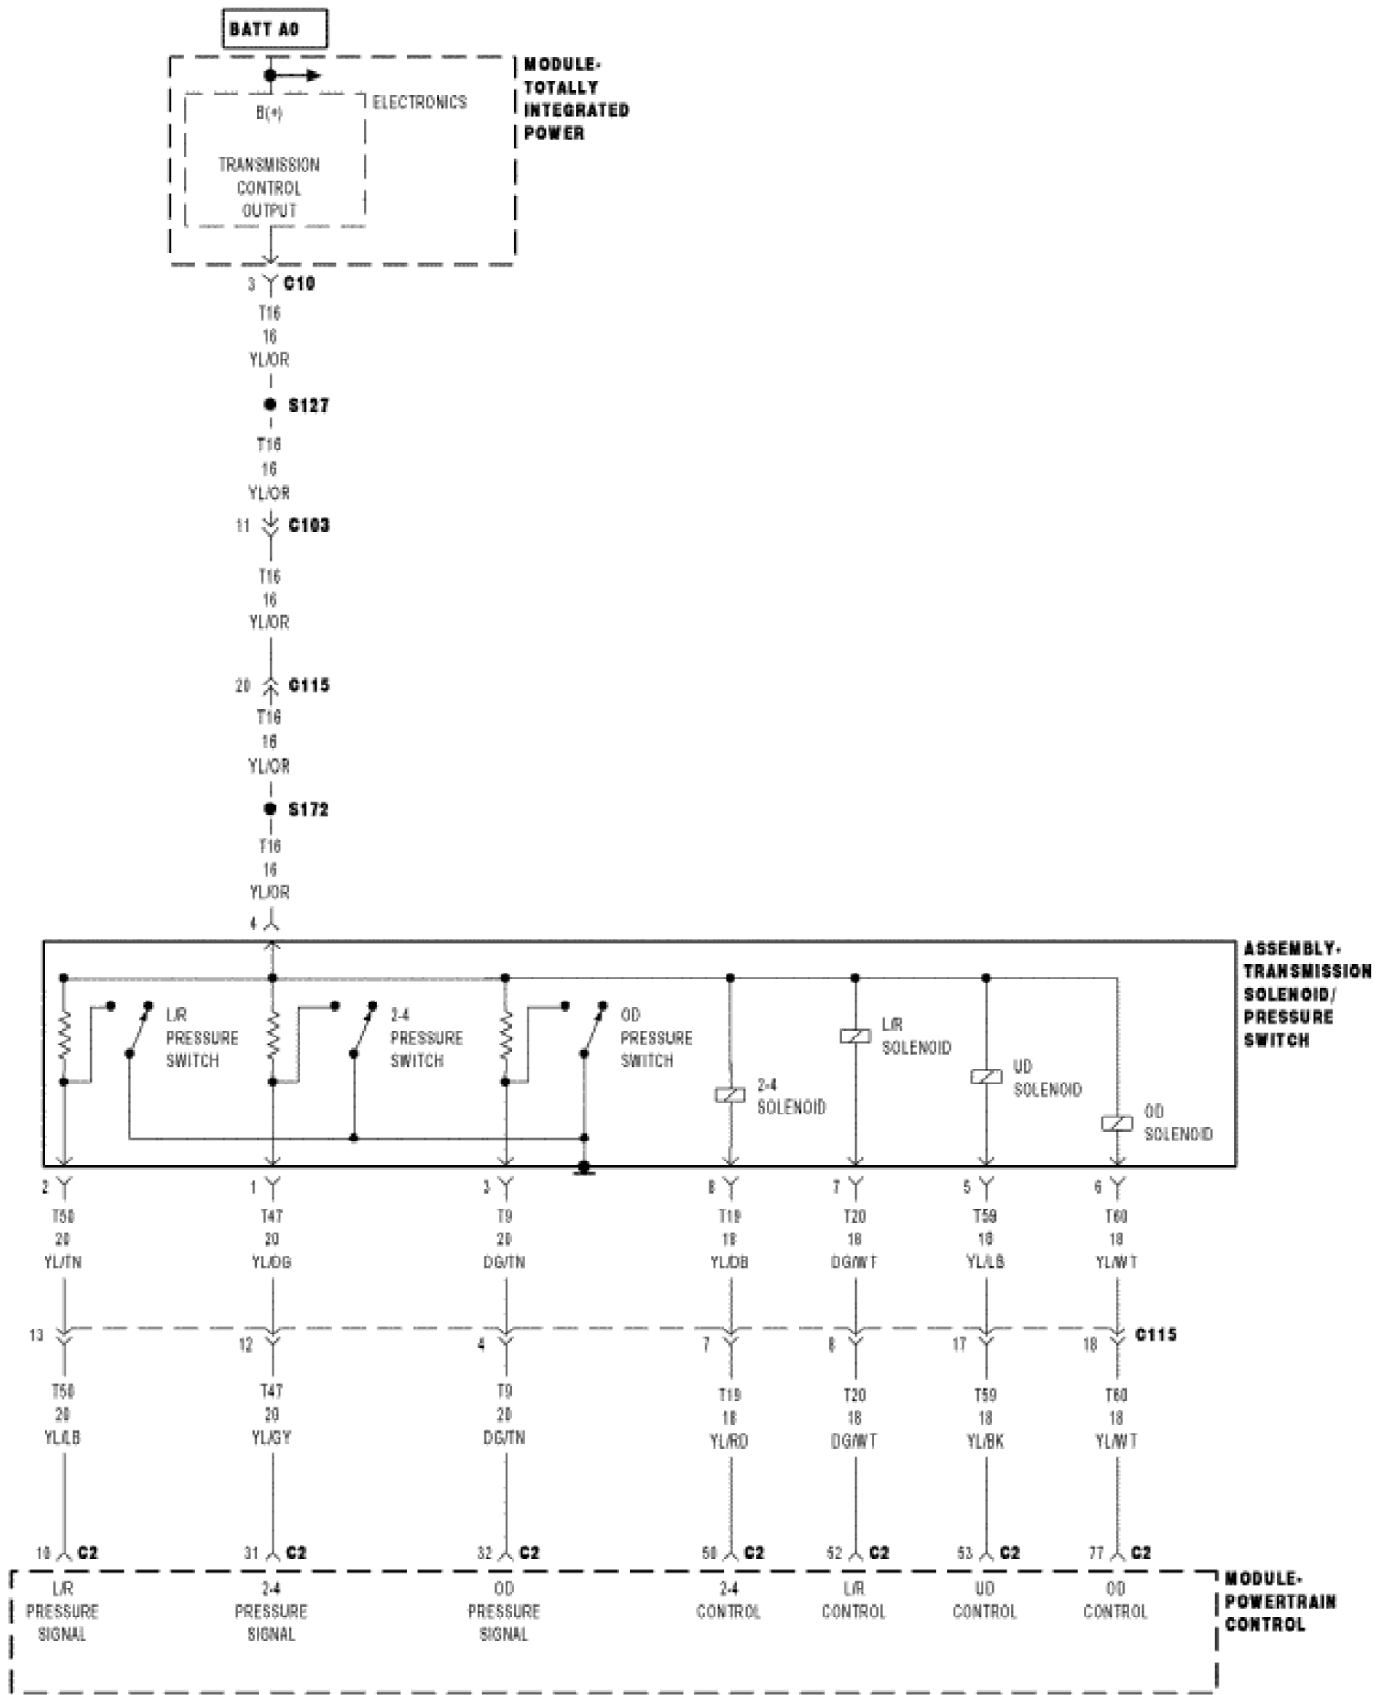 BATT A0
MODULE-
TOTALLY
INTEGRATED
POWER
ELECTRONICS
B(+)
TRANSMISSION
CONTROL
OUTPUT
3 C10
T16
16
YL/OR
S127
T16
16
YL/OR
11 C103
T16
16
YL/OR
20 C115
T16
16
YL/OR
S172
T16
16
YL/OR
4
ASSEMBLY-
TRANSMISSION
SOLENOID/
PRESSURE
SWITCH
L/R
PRESSURE
SWITCH
2-4
PRESSURE
SWITCH
OD
PRESSURE
SWITCH
2-4
SOLENOID
L/R
SOLENOID
UD
SOLENOID
OD
SOLENOID
2 1 3 8 7 5 6
T50 T47 T9 T19 T20 T59 T60
20 20 20 18 18 18 18
YL/TN YL/DG DG/TN YL/DB DG/WT YL/LB YL/WT
13 12 4 7 8 17 18 C115
T50 T47 T9 T19 T20 T59 T60
20 20 20 18 18 18 18
YL/LB YL/GY DG/TN YL/RD DG/WT YL/BK YL/WT
10 C2 31 C2 32 C2 50 C2 52 C2 53 C2 77 C2
L/R
PRESSURE
SIGNAL
2-4
PRESSURE
SIGNAL
OD
PRESSURE
SIGNAL
2-4
CONTROL
L/R
CONTROL
UD
CONTROL
OD
CONTROL
MODULE-
POWERTRAIN
CONTROL